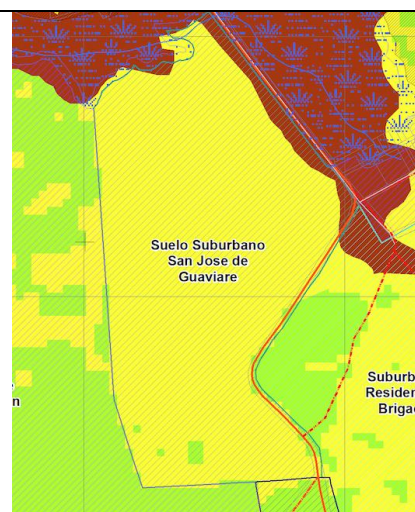 Suelo Suburbano
San Jose de
Guaviare
Suburb
Residen
Brigad
n